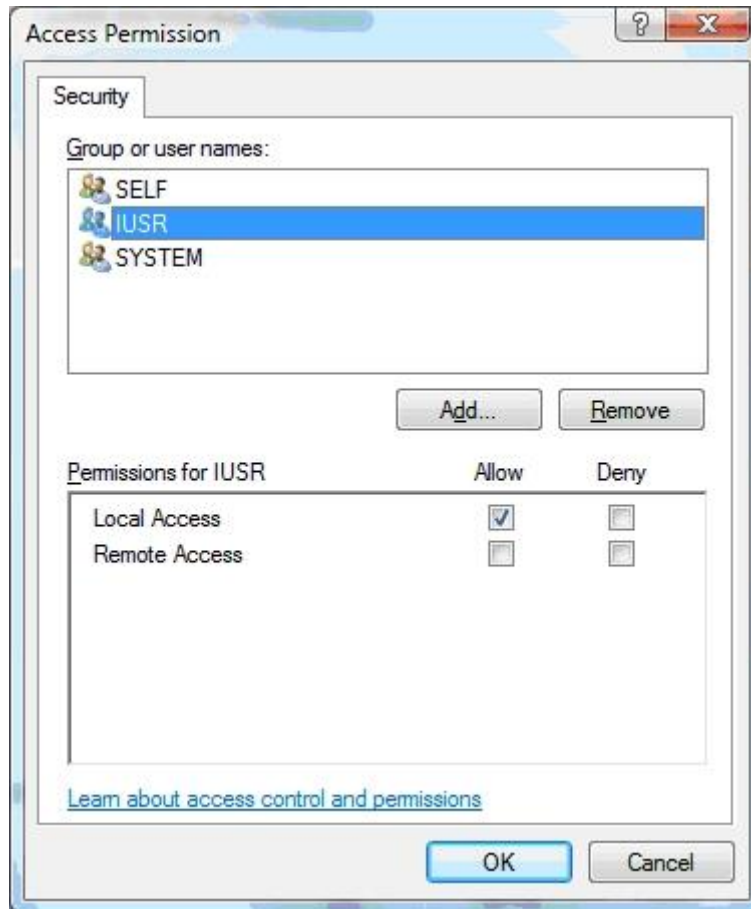 Access Permission
Security
Group or user names:
SELF
IUSR
SYSTEM
Add...
Remove
Permissions for IUSR Allow Deny
Local Access
Remote Access
Learn about access control and permissions
OK Cancel